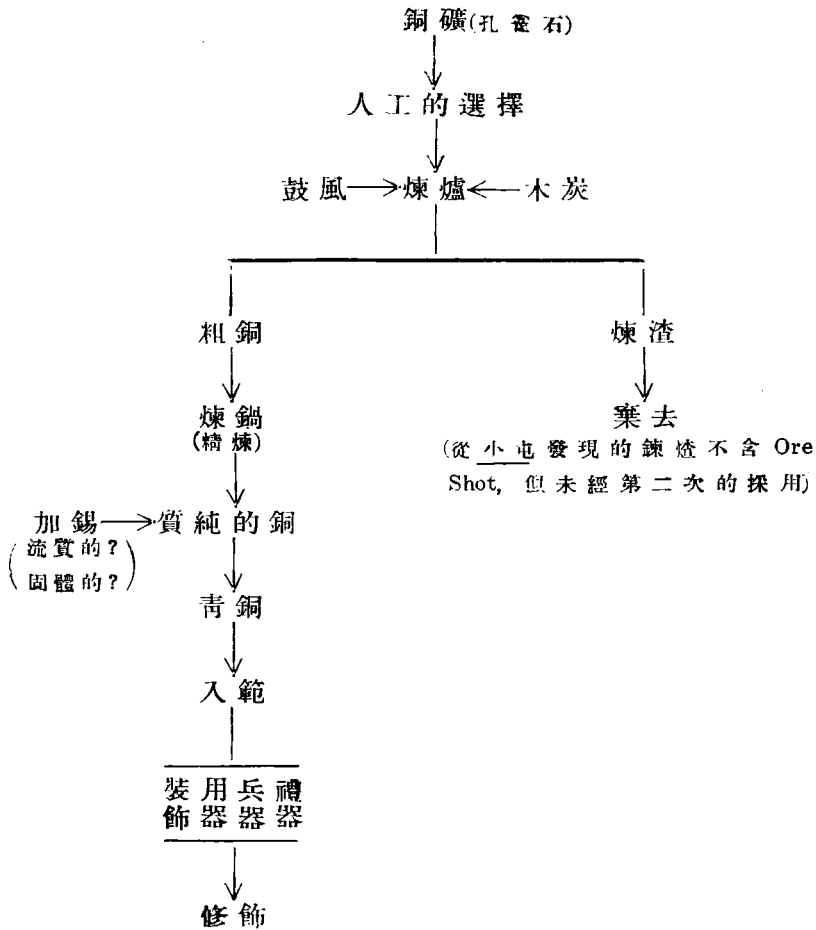 銅礦(孔雀石)
人工的選擇
鼓風 煉爐 木炭
粗銅
煉鍋
(精煉)
加錫 質純的銅
(流質的?
固體的?)
青銅
入範
禮器
兵器
用器
裝飾
修飾
煉渣
棄去
(從小屯發現的鍊渣不含 Ore
Shot, 但未經第二次的採用)